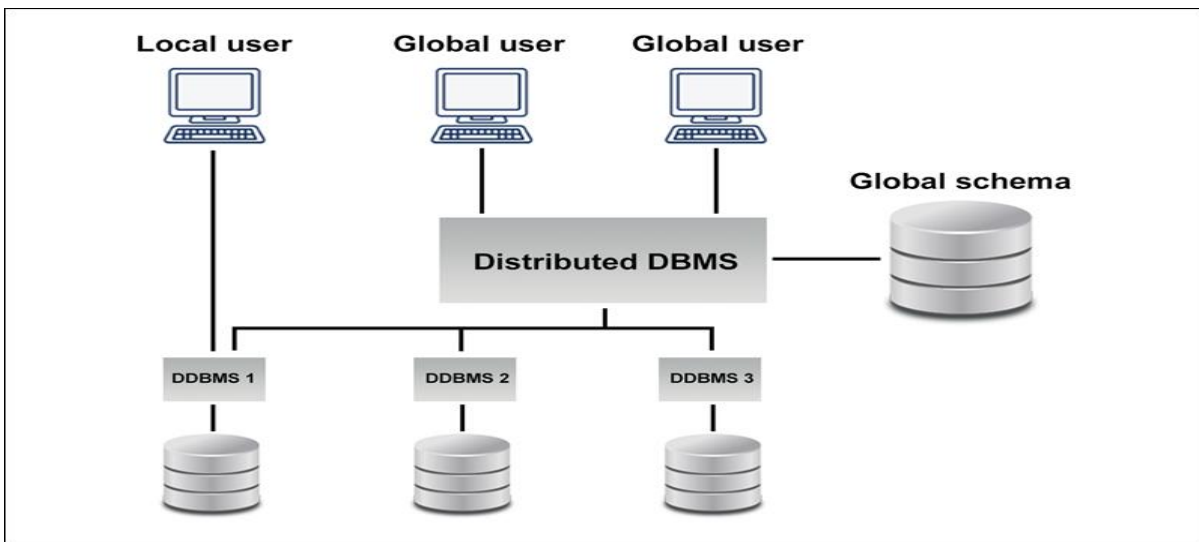 Local user
Global user
Global user
Global schema
Distributed DBMS
DDBMS 1
DDBMS 2
DDBMS 3